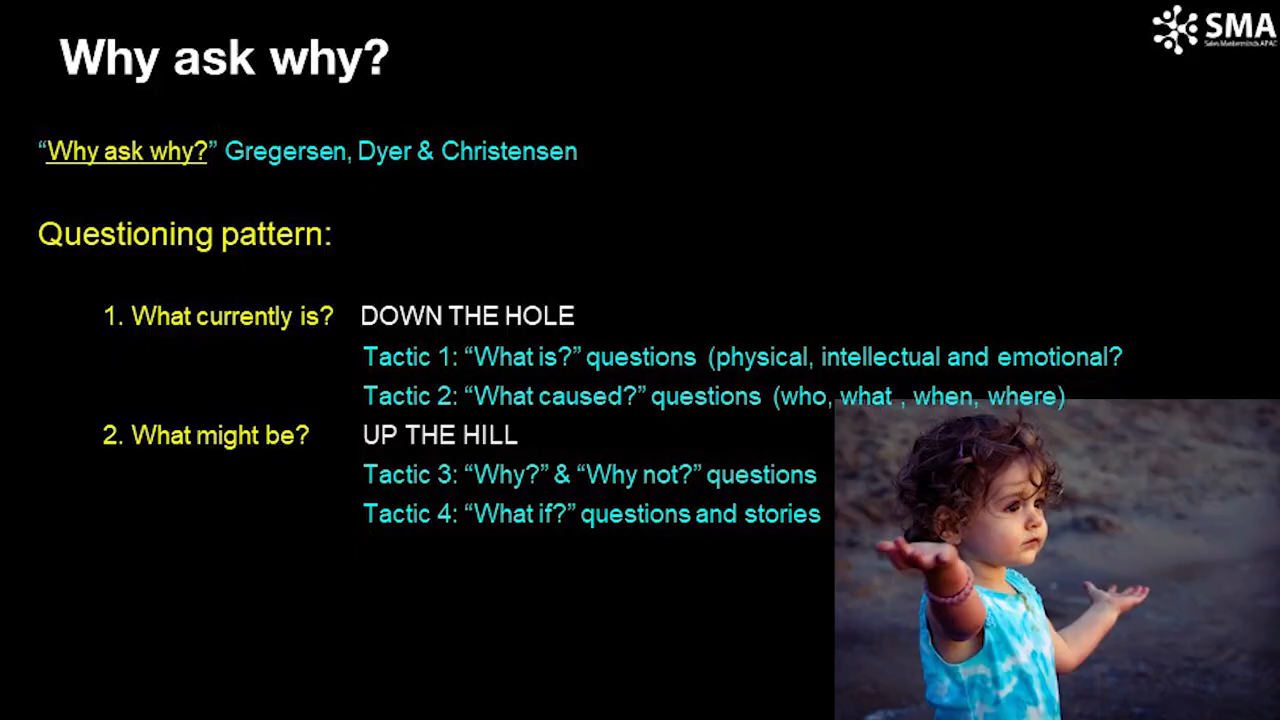 Why ask why?
SMA
Sales Masterminds APAC
“Why ask why?” Gregersen, Dyer & Christensen
Questioning pattern:
1. What currently is? DOWN THE HOLE
Tactic 1: “What is?” questions (physical, intellectual and emotional?
Tactic 2: “What caused?” questions (who, what , when, where)
2. What might be? UP THE HILL
Tactic 3: “Why?” & “Why not?” questions
Tactic 4: “What if?” questions and stories